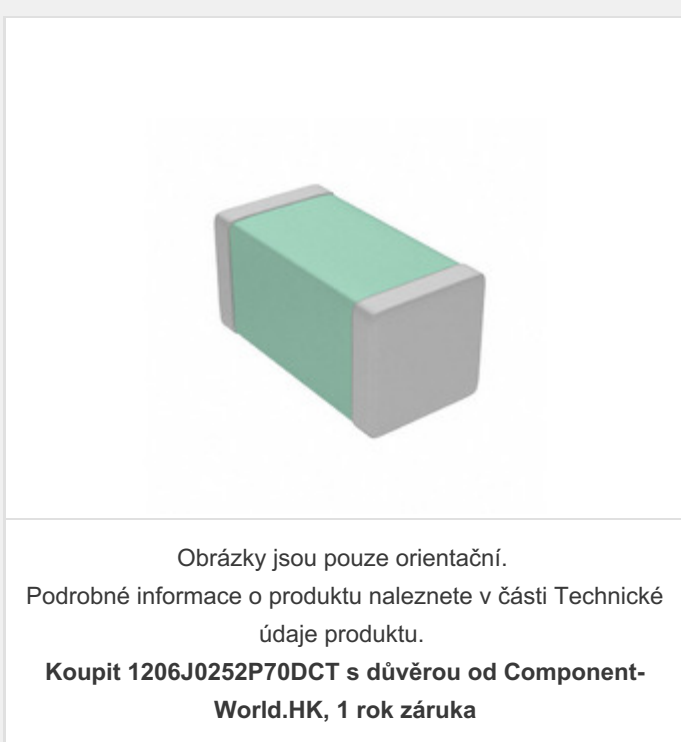 Obrázky jsou pouze orientační.
Podrobné informace o produktu naleznete v části Technické
údaje produktu.
Koupit 1206J0252P70DCT s důvěrou od Component-
World.HK, 1 rok záruka